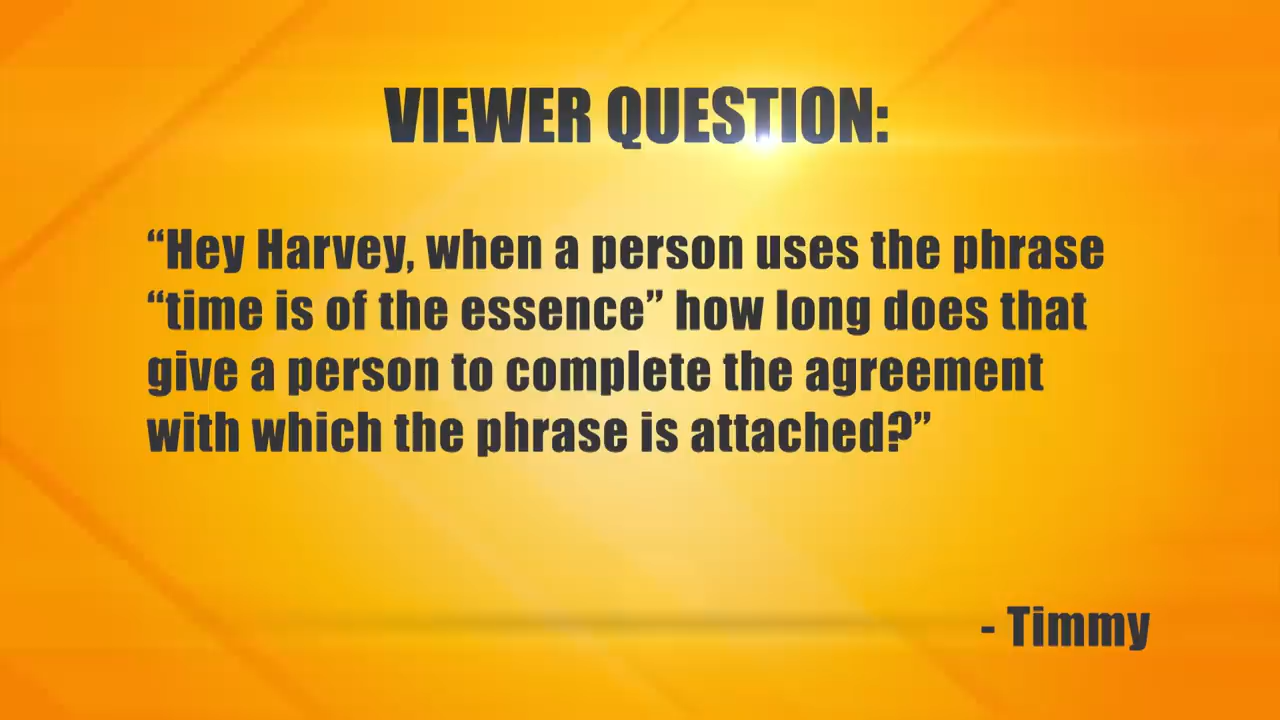 VIEWER QUESTION:
“Hey Harvey, when a person uses the phrase
“time is of the essence” how long does that
give a person to complete the agreement
with which the phrase is attached?”
- Timmy